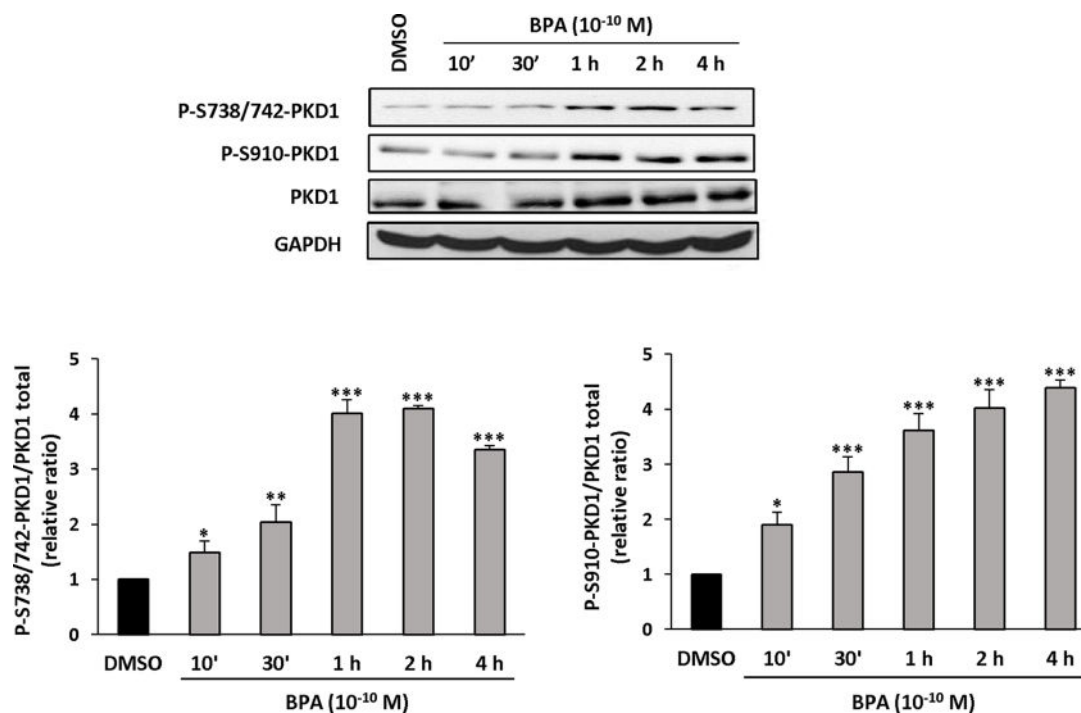 DMSO
BPA (10⁻¹⁰ M)
10' 30' 1 h 2 h 4 h
P-S738/742-PKD1
P-S910-PKD1
PKD1
GAPDH
P-S738/742-PKD1/PKD1 total
(relative ratio)
5
4
3
2
1
0
*
**
***
***
***
DMSO 10' 30' 1 h 2 h 4 h
BPA (10⁻¹⁰ M)
P-S910-PKD1/PKD1 total
(relative ratio)
5
4
3
2
1
0
*
***
***
***
***
DMSO 10' 30' 1 h 2 h 4 h
BPA (10⁻¹⁰ M)